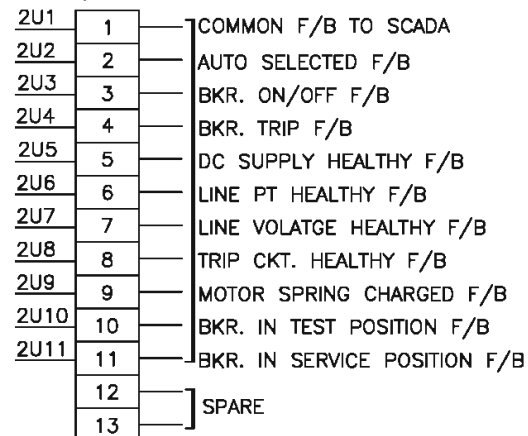 2U1 1 COMMON F/B TO SCADA
2U2 2 AUTO SELECTED F/B
2U3 3 BKR. ON/OFF F/B
2U4 4 BKR. TRIP F/B
2U5 5 DC SUPPLY HEALTHY F/B
2U6 6 LINE PT HEALTHY F/B
2U7 7 LINE VOLATGE HEALTHY F/B
2U8 8 TRIP CKT. HEALTHY F/B
2U9 9 MOTOR SPRING CHARGED F/B
2U10 10 BKR. IN TEST POSITION F/B
2U11 11 BKR. IN SERVICE POSITION F/B
12
SPARE
13